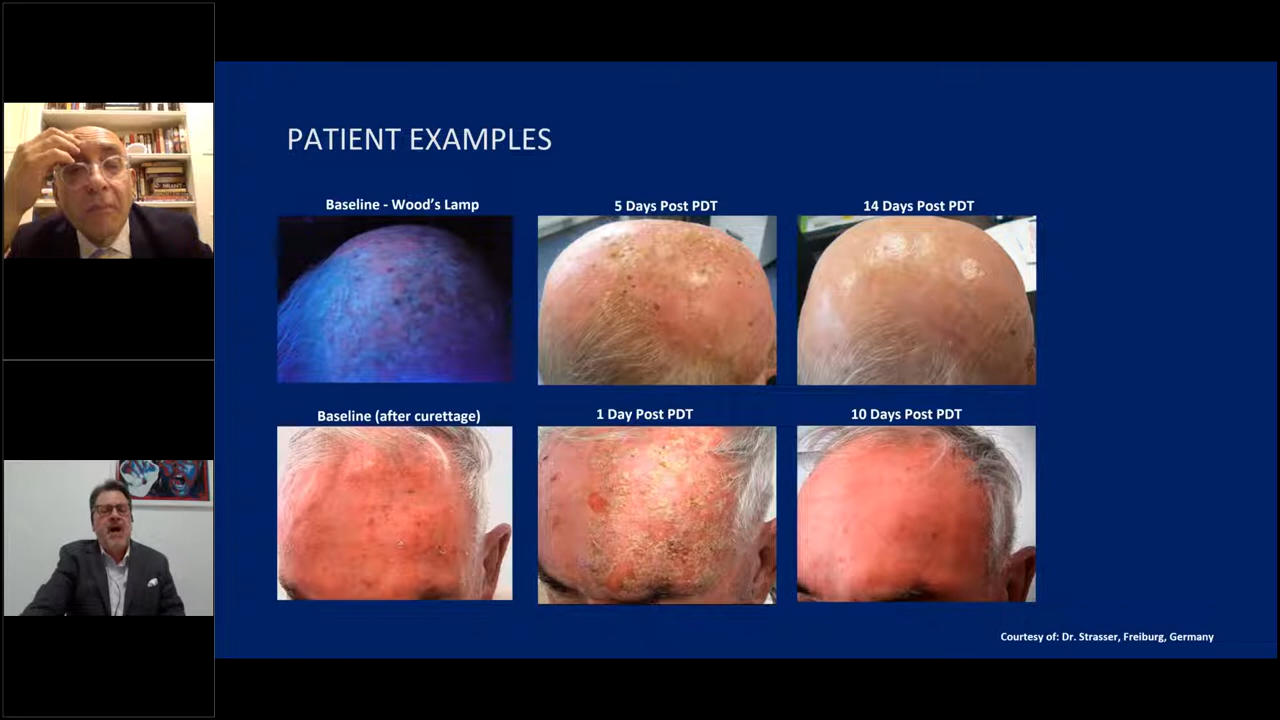 PATIENT EXAMPLES
Baseline - Wood's Lamp
5 Days Post PDT
14 Days Post PDT
Baseline (after curettage)
1 Day Post PDT
10 Days Post PDT
Courtesy of: Dr. Strasser, Freiburg, Germany